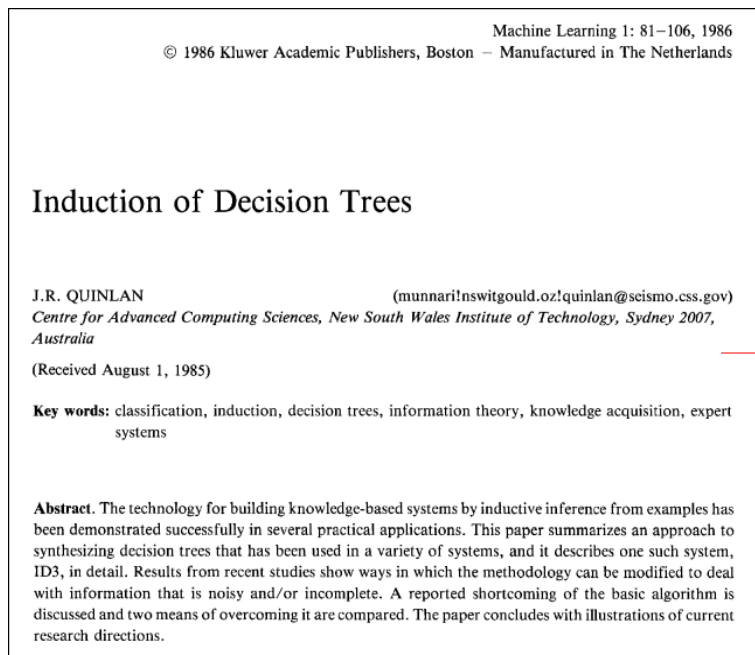 Machine Learning 1: 81–106, 1986
© 1986 Kluwer Academic Publishers, Boston – Manufactured in The Netherlands
Induction of Decision Trees
J.R. QUINLAN (munnari!nswitgould.oz!quinlan@seismo.css.gov)
Centre for Advanced Computing Sciences, New South Wales Institute of Technology, Sydney 2007,
Australia
(Received August 1, 1985)
Key words: classification, induction, decision trees, information theory, knowledge acquisition, expert
systems
Abstract. The technology for building knowledge-based systems by inductive inference from examples has
been demonstrated successfully in several practical applications. This paper summarizes an approach to
synthesizing decision trees that has been used in a variety of systems, and it describes one such system,
ID3, in detail. Results from recent studies show ways in which the methodology can be modified to deal
with information that is noisy and/or incomplete. A reported shortcoming of the basic algorithm is
discussed and two means of overcoming it are compared. The paper concludes with illustrations of current
research directions.